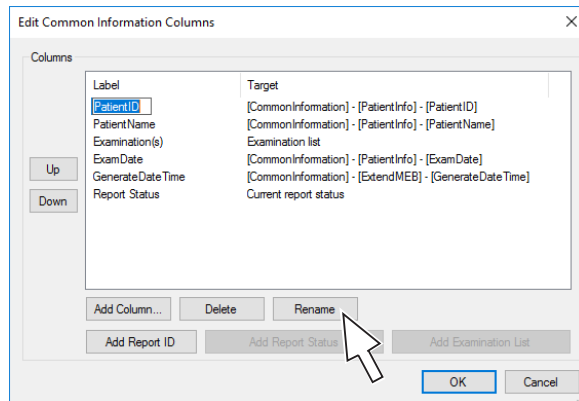 Edit Common Information Columns
Columns
Label Target
PatientID [CommonInformation] - [PatientInfo] - [PatientID]
PatientName [CommonInformation] - [PatientInfo] - [PatientName]
Examination(s) Examination list
ExamDate [CommonInformation] - [PatientInfo] - [ExamDate]
GenerateDateTime [CommonInformation] - [ExtendMEB] - [GenerateDateTime]
Report Status Current report status
Up
Down
Add Column... Delete Rename
Add Report ID Add Report Status Add Examination List
OK Cancel